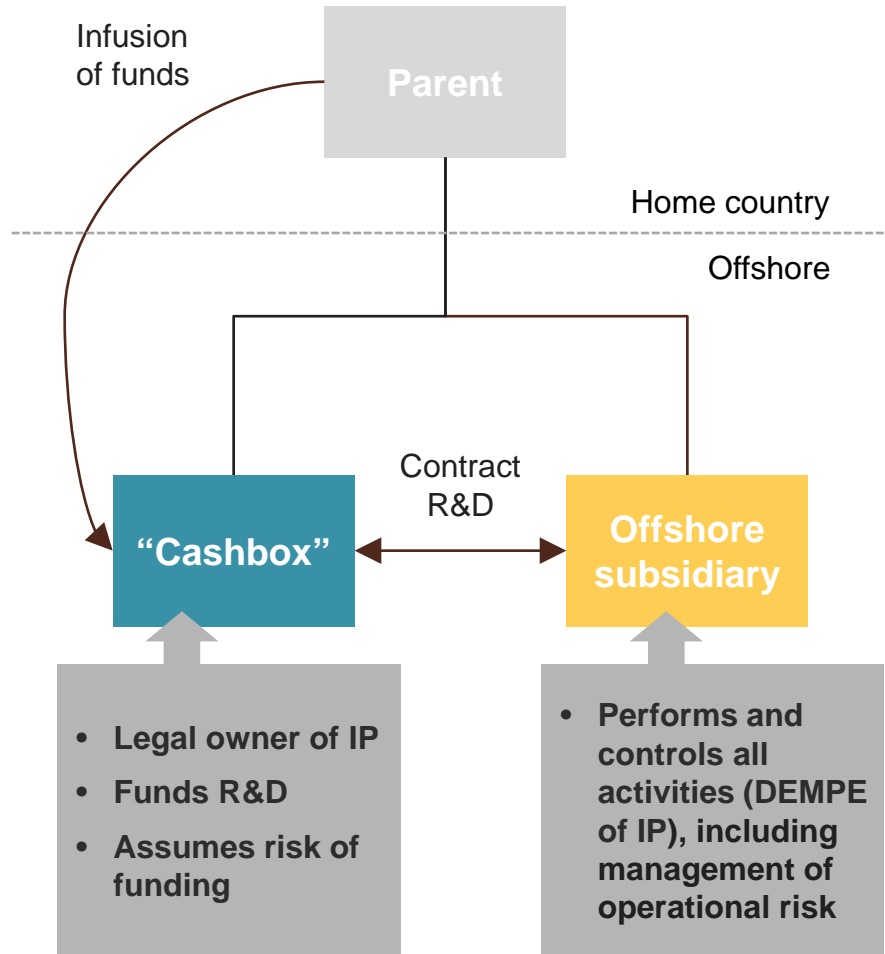 Infusion
of funds
Parent
Home country
Offshore
Contract
R&D
“Cashbox”
Offshore
subsidiary
• Legal owner of IP
• Funds R&D
• Assumes risk of
funding
• Performs and
controls all
activities (DEMPE
of IP), including
management of
operational risk